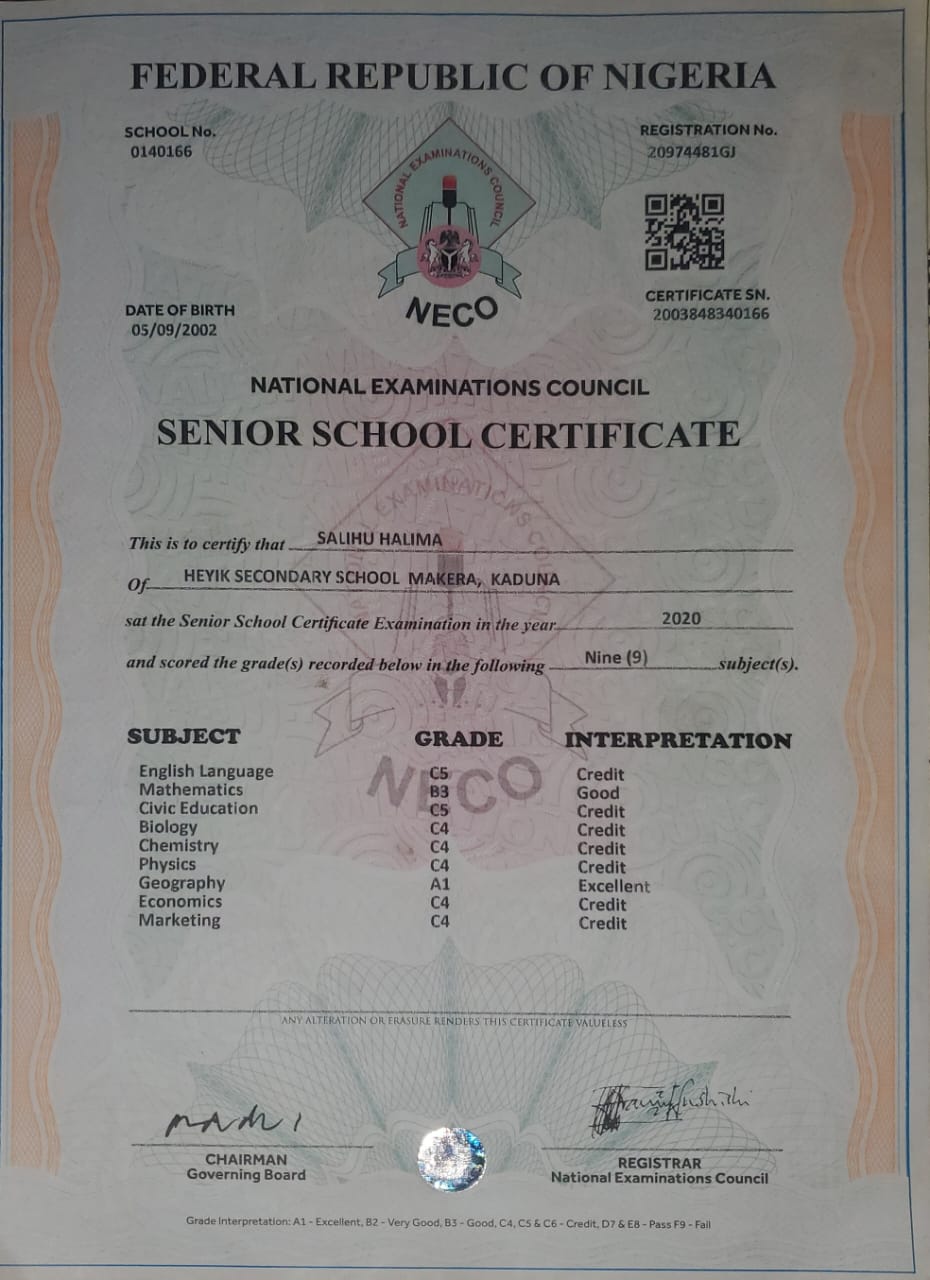 FEDERAL REPUBLIC OF NIGERIA
SCHOOL No.
0140166
REGISTRATION No.
20974481GJ
NATIONAL EXAMINATIONS COUNCIL
NECO
DATE OF BIRTH
05/09/2002
CERTIFICATE SN.
2003848340166
NATIONAL EXAMINATIONS COUNCIL
SENIOR SCHOOL CERTIFICATE
This is to certify that SALIHU HALIMA
Of HEYIK SECONDARY SCHOOL MAKERA, KADUNA
sat the Senior School Certificate Examination in the year 2020
and scored the grade(s) recorded below in the following Nine (9) subject(s).
SUBJECT GRADE INTERPRETATION
English Language C5 Credit
Mathematics B3 Good
Civic Education C5 Credit
Biology C4 Credit
Chemistry C4 Credit
Physics C4 Credit
Geography A1 Excellent
Economics C4 Credit
Marketing C4 Credit
NECO
ANY ALTERATION OR ERASURE RENDERS THIS CERTIFICATE VALUELESS
CHAIRMAN
Governing Board
REGISTRAR
National Examinations Council
Grade Interpretation: A1 - Excellent, B2 - Very Good, B3 - Good, C4, C5 & C6 - Credit, D7 & E8 - Pass F9 - Fail